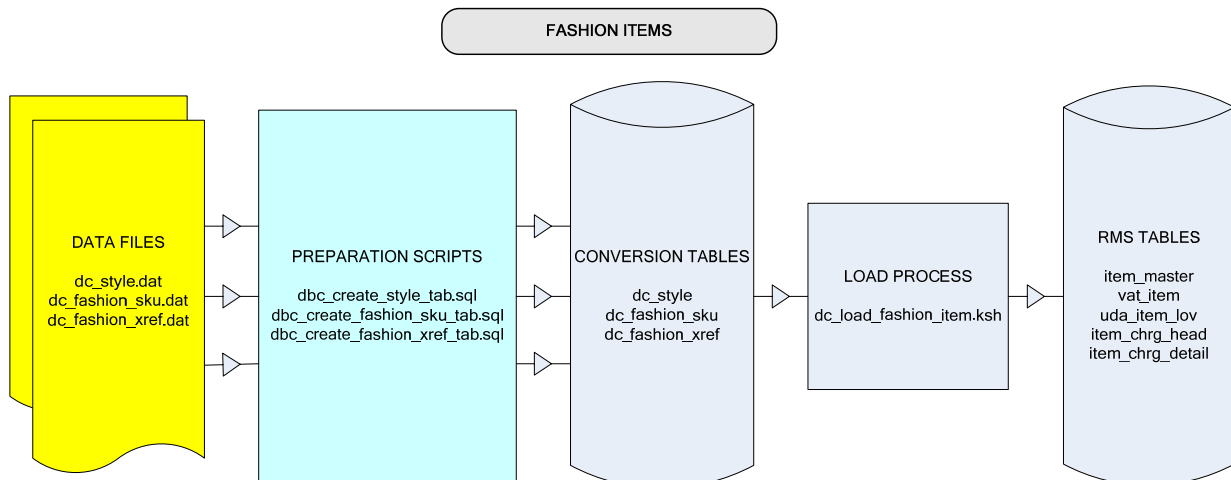 FASHION ITEMS
DATA FILES
dc_style.dat
dc_fashion_sku.dat
dc_fashion_xref.dat
PREPARATION SCRIPTS
dbc_create_style_tab.sql
dbc_create_fashion_sku_tab.sql
dbc_create_fashion_xref_tab.sql
CONVERSION TABLES
dc_style
dc_fashion_sku
dc_fashion_xref
LOAD PROCESS
dc_load_fashion_item.ksh
RMS TABLES
item_master
vat_item
uda_item_lov
item_chrg_head
item_chrg_detail